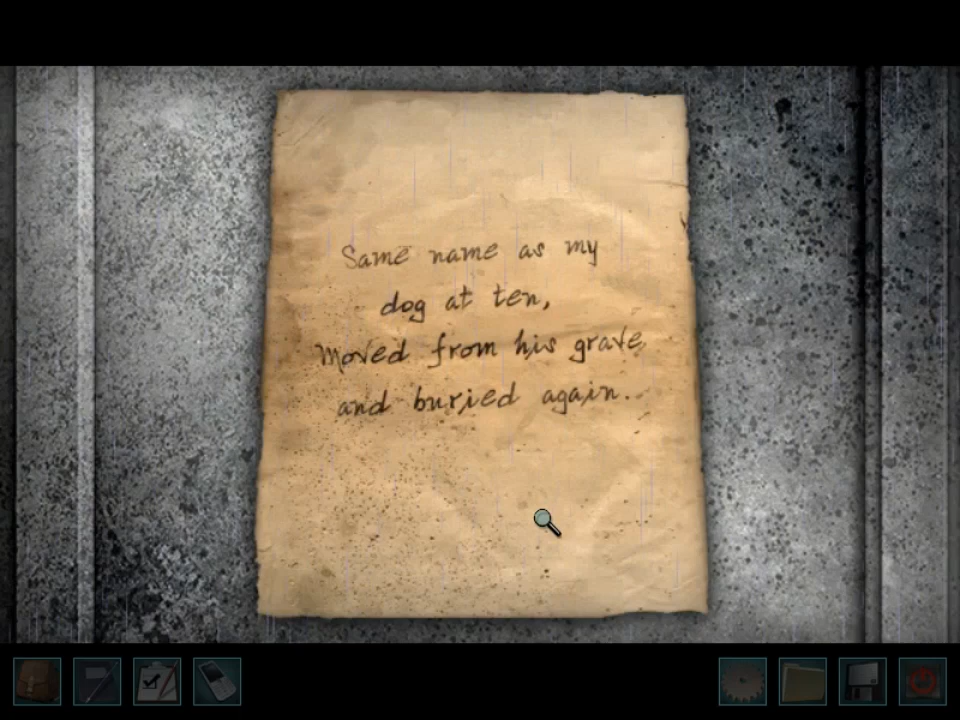 Same name as my
dog at ten,
moved from his grave
and buried again.